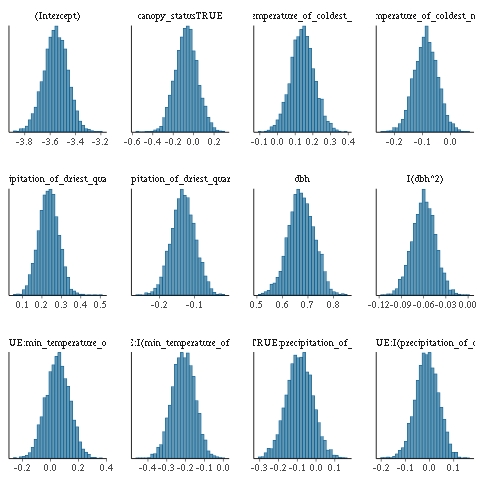 (Intercept)
canopy_statusTRUE
emperature_of_coldest_
nperature_of_coldest_n
-3.8 -3.6 -3.4 -3.2
-0.6 -0.4 -0.2 0.0 0.2
-0.1 0.0 0.1 0.2 0.3 0.4
-0.2 -0.1 0.0
ipitation_of_driest_qua
pitation_of_driest_quar
dbh
I(dbh^2)
0.1 0.2 0.3 0.4 0.5
-0.2 -0.1
0.5 0.6 0.7 0.8
-0.12 -0.09 -0.06 -0.03 0.00
UE:min_temperature_o
:I(min_temperature_of
TRUE:precipitation_of_
UE:I(precipitation_of_c
-0.2 0.0 0.2 0.4
-0.4 -0.3 -0.2 -0.1 0.0
-0.3 -0.2 -0.1 0.0 0.1
-0.2 -0.1 0.0 0.1